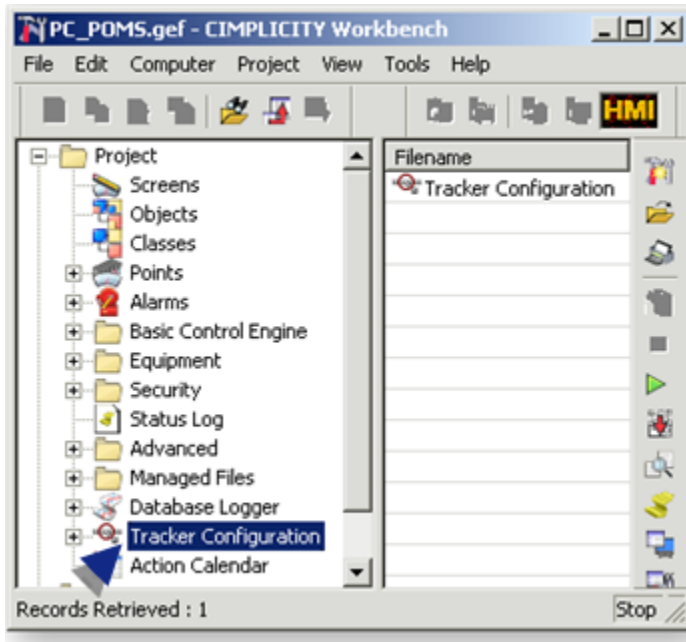 PC_POMS.gef - CIMPLICITY Workbench
File Edit Computer Project View Tools Help
HMI
Project
Screens
Objects
Classes
Points
Alarms
Basic Control Engine
Equipment
Security
Status Log
Advanced
Managed Files
Database Logger
Tracker Configuration
Action Calendar
Filename
Tracker Configuration
Records Retrieved : 1
Stop